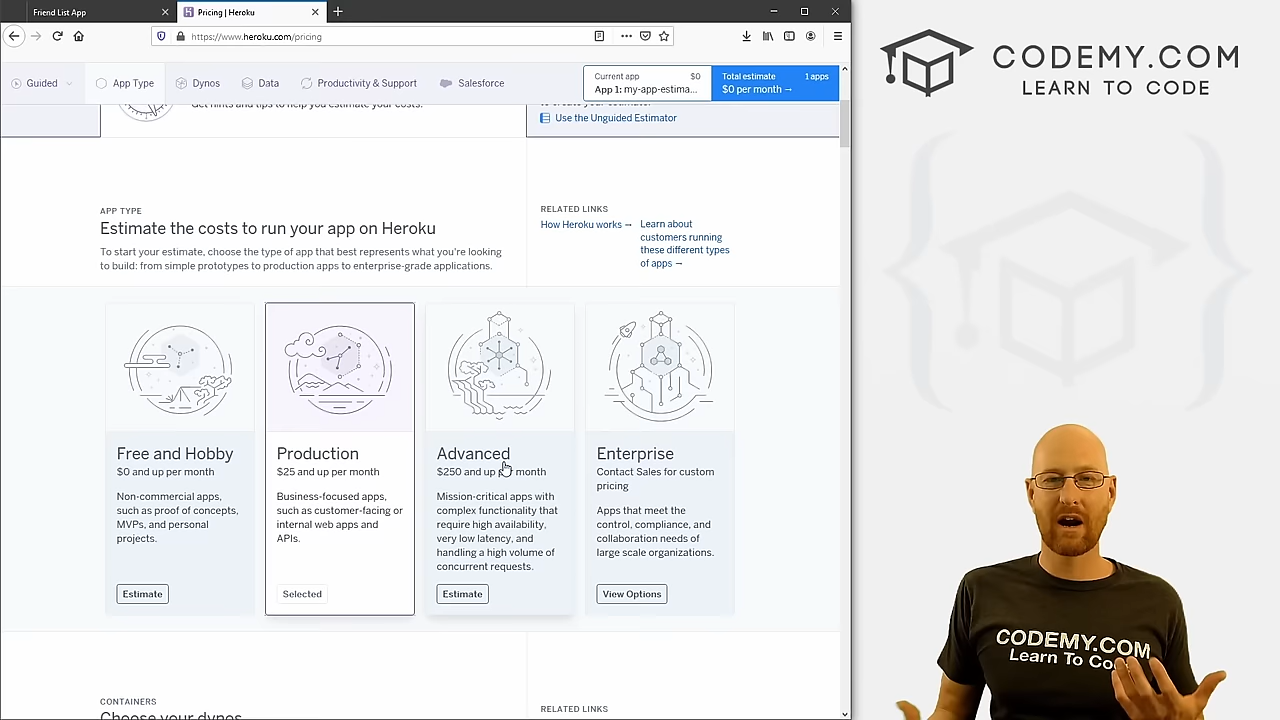 Friend List App
Pricing | Heroku
https://www.heroku.com/pricing
Guided
App Type
Dynos
Data
Productivity & Support
Salesforce
Current app $0
App 1: my-app-estima...
Total estimate 1 apps
$0 per month →
Get hints and tips to help you estimate your costs.
to create your estimate.
Use the Unguided Estimator
APP TYPE
Estimate the costs to run your app on Heroku
To start your estimate, choose the type of app that best represents what you're looking
to build: from simple prototypes to production apps to enterprise-grade applications.
RELATED LINKS
How Heroku works →
Learn about
customers running
these different types
of apps →
Free and Hobby
$0 and up per month
Non-commercial apps,
such as proof of concepts,
MVPs, and personal
projects.
Estimate
Production
$25 and up per month
Business-focused apps,
such as customer-facing or
internal web apps and
APIs.
Selected
Advanced
$250 and up per month
Mission-critical apps with
complex functionality that
require high availability,
very low latency, and
handling a high volume of
concurrent requests.
Estimate
Enterprise
Contact Sales for custom
pricing
Apps that meet the
control, compliance, and
collaboration needs of
large scale organizations.
View Options
CONTAINERS
Choose your dynos
RELATED LINKS
CODEMY.COM
LEARN TO CODE
CODEMY.COM
Learn To Co